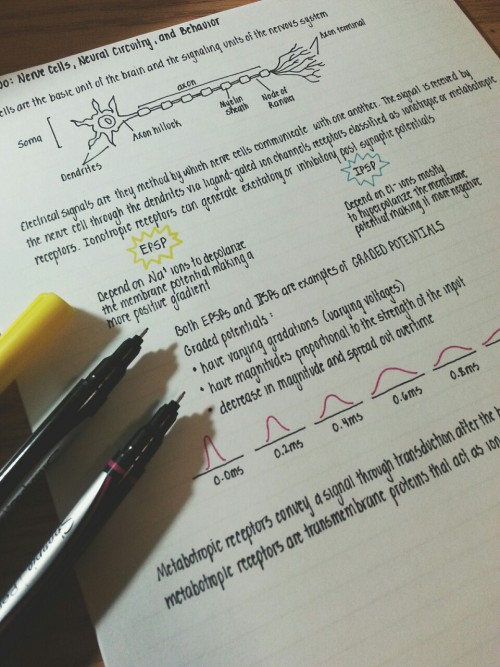 Do: Nerve Cells, Neural Circuitry, and Behavior
cells are the basic unit of the brain and the signaling units of the nervous system
Axon terminal
axon
Soma
Myelin sheath
Node of Ranvier
Axon hillock
Dendrites
Electrical signals are they method by which nerve cells communicate with one another. The signal is received by
the nerve cell through the dendrites via ligand-gated ion channels receptors classified as ionotropic or metabotropic
receptors. Ionotropic receptors can generate excitatory or inhibitory post synaptic potentials
EPSP
IPSP
Depend on Na⁺ ions to depolarize
the membrane potential making a
more positive gradient
Depend on Cl⁻ ions mostly
to hyperpolarize the membrane
potential making it more negative
Both EPSPs and IPSPs are examples of GRADED POTENTIALS
Graded potentials:
• have varying gradations (varying voltages)
• have magnitudes proportional to the strength of the input
• decrease in magnitude and spread out overtime
0.0ms
0.2ms
0.4ms
0.6ms
0.8ms
Metabotropic receptors convey a signal through transduction after the
metabotropic receptors are transmembrane proteins that act as ion